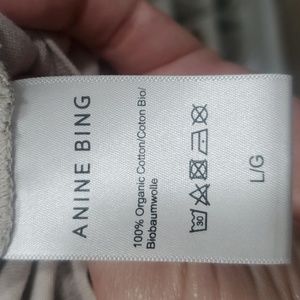 ANINE BING
100% Organic Cotton/Coton Bio/
Biobaumwolle
30
L/G